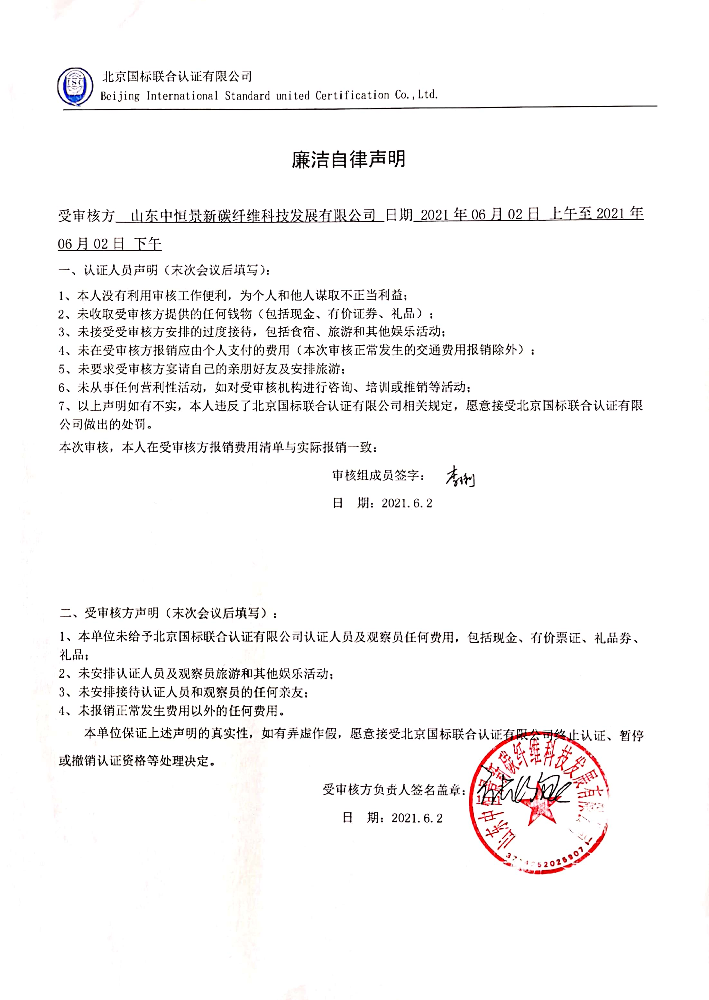 ISC
北京国标联合认证有限公司
Beijing International Standard united Certification Co.,Ltd.
廉洁自律声明
受审核方 山东中恒景新碳纤维科技发展有限公司 日期 2021 年 06 月 02 日 上午至 2021 年
06 月 02 日 下午
一、认证人员声明（末次会议后填写）：
1、本人没有利用审核工作便利，为个人和他人谋取不正当利益；
2、未收取受审核方提供的任何钱物（包括现金、有价证券、礼品）；
3、未接受受审核方安排的过度接待，包括食宿、旅游和其他娱乐活动；
4、未在受审核方报销应由个人支付的费用（本次审核正常发生的交通费用报销除外）；
5、未要求受审核方宴请自己的亲朋好友及安排旅游；
6、未从事任何营利性活动，如对受审核机构进行咨询、培训或推销等活动；
7、以上声明如有不实，本人违反了北京国标联合认证有限公司相关规定，愿意接受北京国标联合认证有限
公司做出的处罚。
本次审核，本人在受审核方报销费用清单与实际报销一致：
审核组成员签字： 李俐
日 期：2021.6.2
二、受审核方声明（末次会议后填写）：
1、本单位未给予北京国标联合认证有限公司认证人员及观察员任何费用，包括现金、有价票证、礼品券、
礼品；
2、未安排认证人员及观察员旅游和其他娱乐活动；
3、未安排接待认证人员和观察员的任何亲友；
4、未报销正常发生费用以外的任何费用。
本单位保证上述声明的真实性，如有弄虚作假，愿意接受北京国标联合认证有限公司终止认证、暂停
或撤销认证资格等处理决定。
受审核方负责人签名盖章：
日 期：2021.6.2
山东中恒景新碳纤维科技发展有限公司